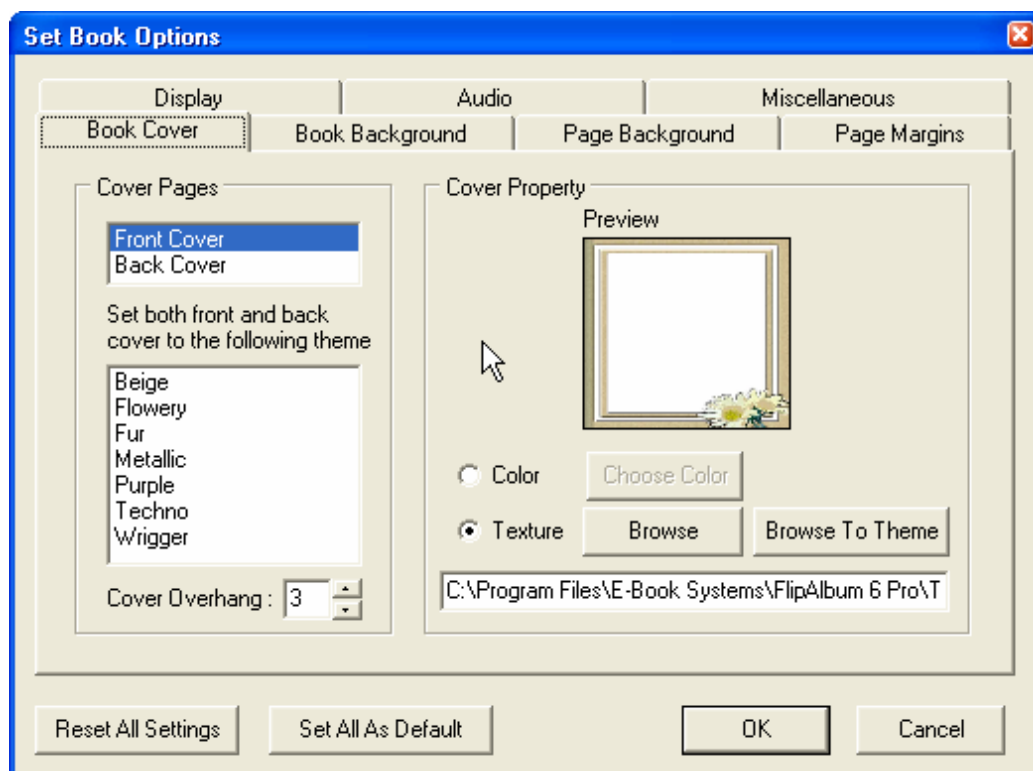 Set Book Options
Display
Audio
Miscellaneous
Book Cover
Book Background
Page Background
Page Margins
Cover Pages
Front Cover
Back Cover
Set both front and back
cover to the following theme
Beige
Flowery
Fur
Metallic
Purple
Techno
Wrigger
Cover Overhang : 3
Cover Property
Preview
Color
Choose Color
Texture
Browse
Browse To Theme
C:\Program Files\E-Book Systems\FlipAlbum 6 Pro\T
Reset All Settings
Set All As Default
OK
Cancel